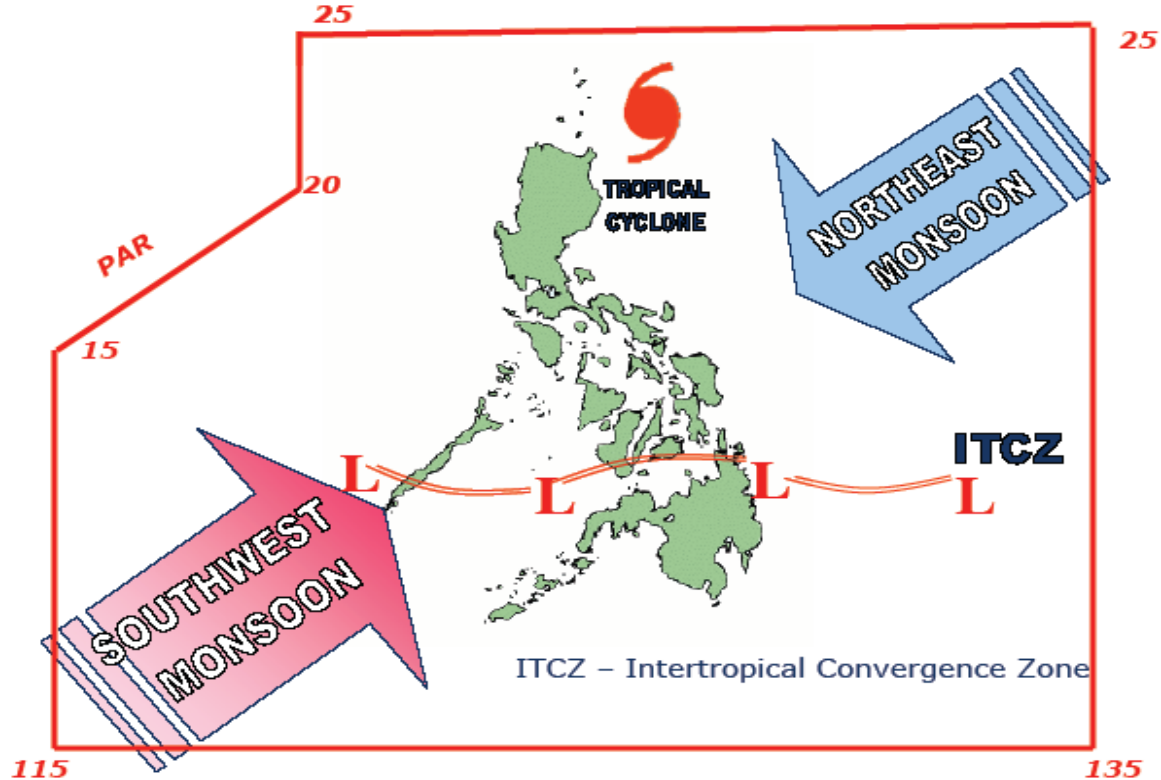 25
25
TROPICAL
CYCLONE
NORTHEAST
MONSOON
20
PAR
15
ITCZ
L
L
L
L
SOUTHWEST
MONSOON
ITCZ – Intertropical Convergence Zone
115
135